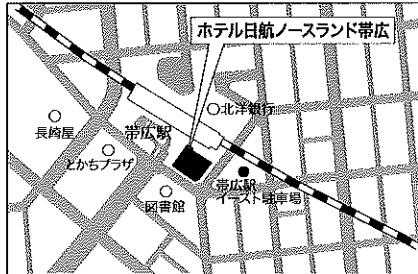 ホテル日航ノースランド帯広
北洋銀行
長崎屋
帯広駅
とかちプラザ
帯広駅
イースト駐車場
図書館